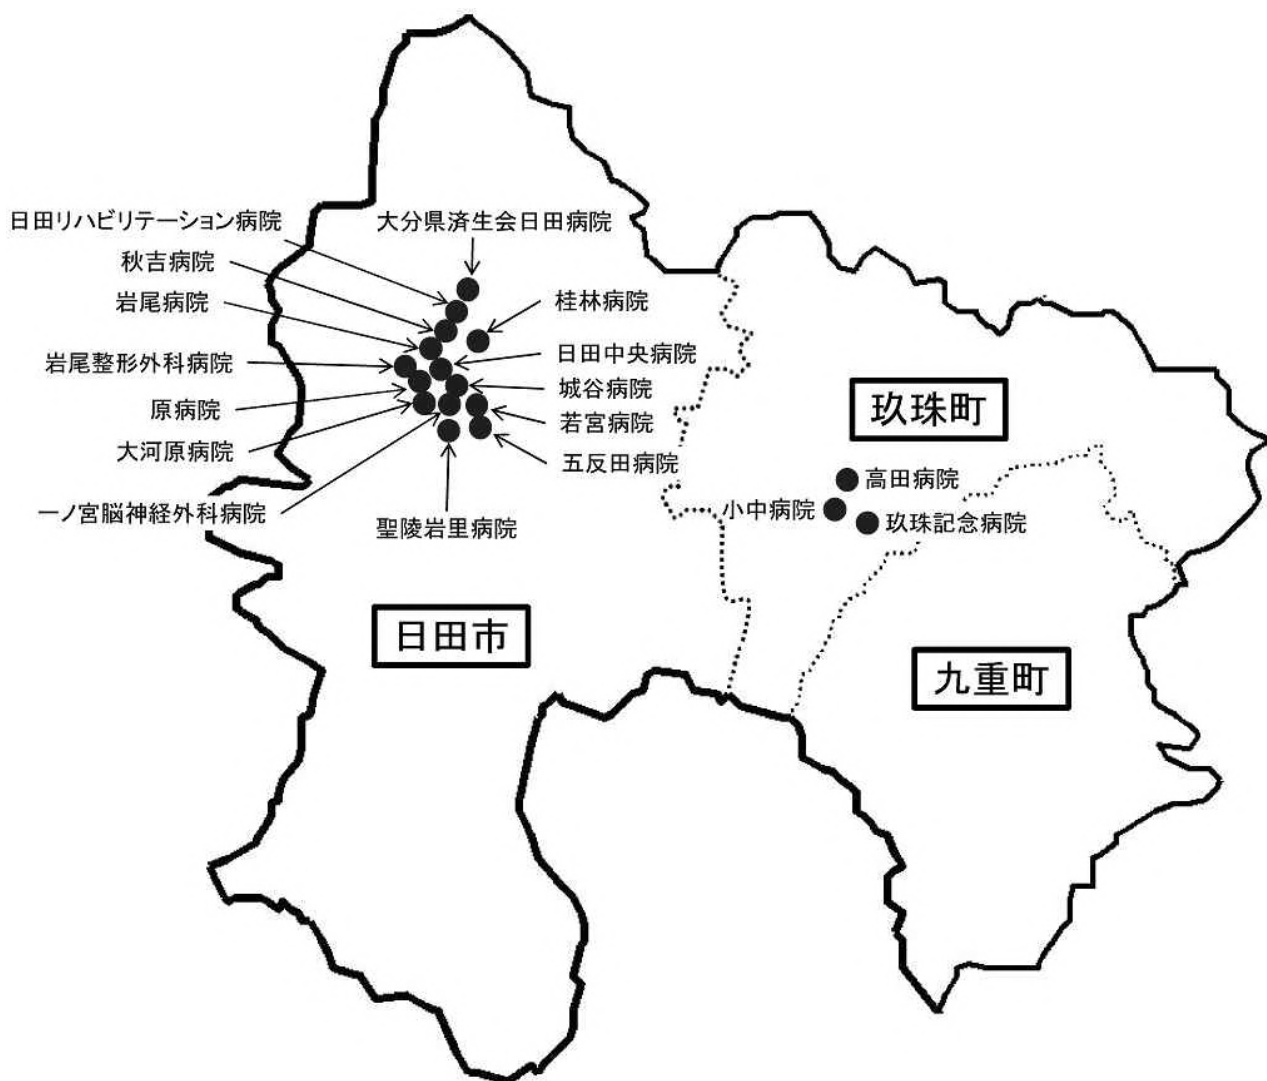 日田リハビリテーション病院
大分県済生会日田病院
秋吉病院
岩尾病院
桂林病院
岩尾整形外科病院
日田中央病院
城谷病院
原病院
若宮病院
大河原病院
五反田病院
一ノ宮脳神経外科病院
聖陵岩里病院
玖珠町
高田病院
小中病院
玖珠記念病院
日田市
九重町